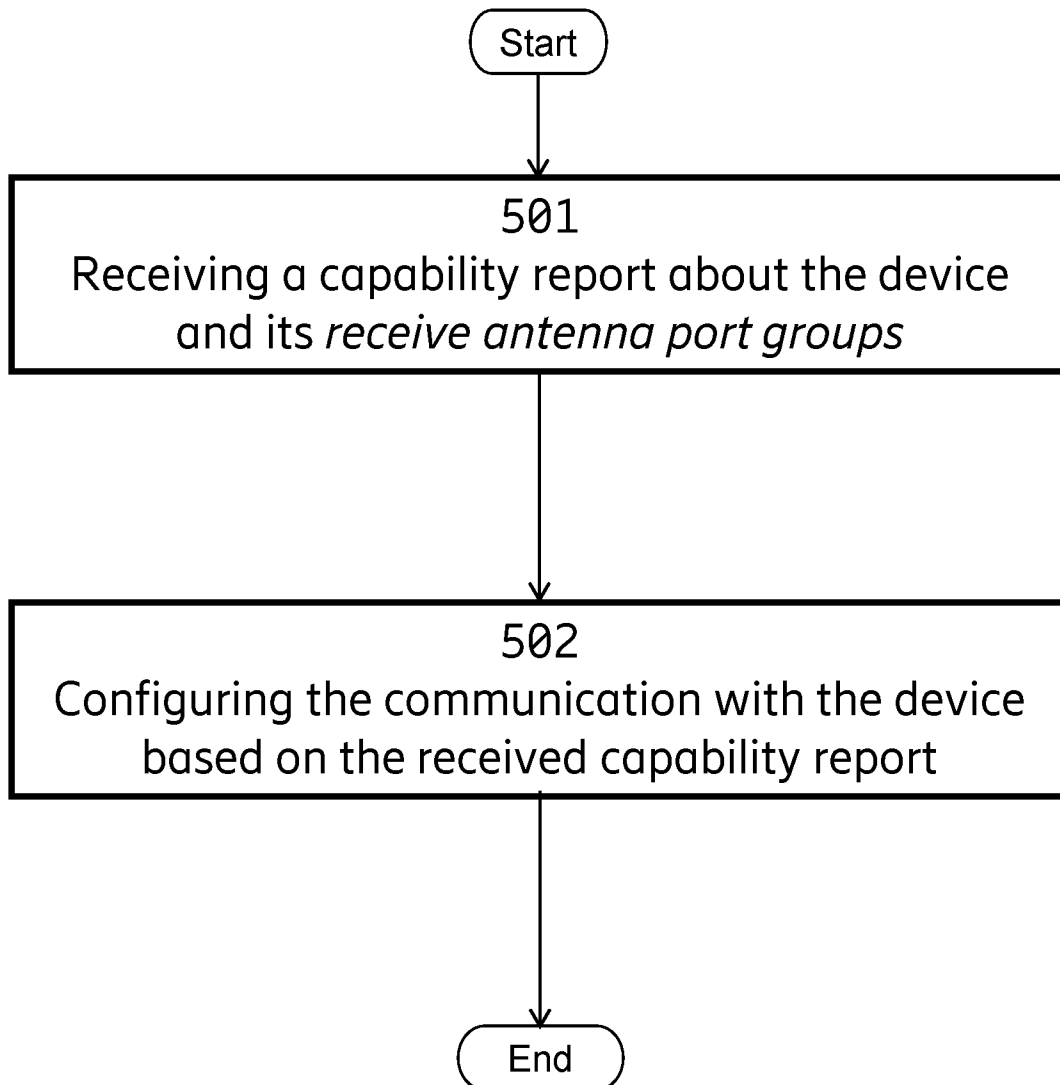 Start
501
Receiving a capability report about the device
and its receive antenna port groups
502
Configuring the communication with the device
based on the received capability report
End